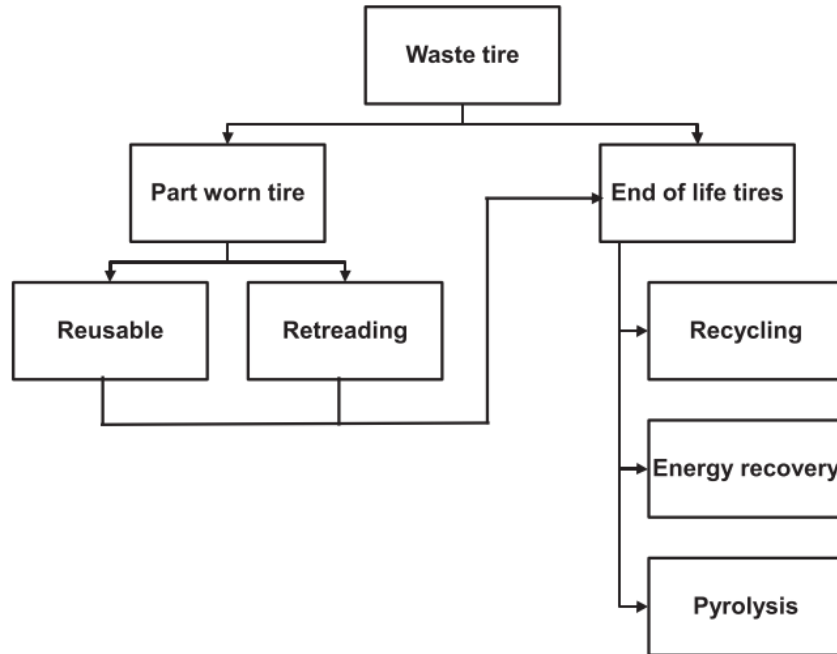 Waste tire
Part worn tire
End of life tires
Reusable
Retreading
Recycling
Energy recovery
Pyrolysis